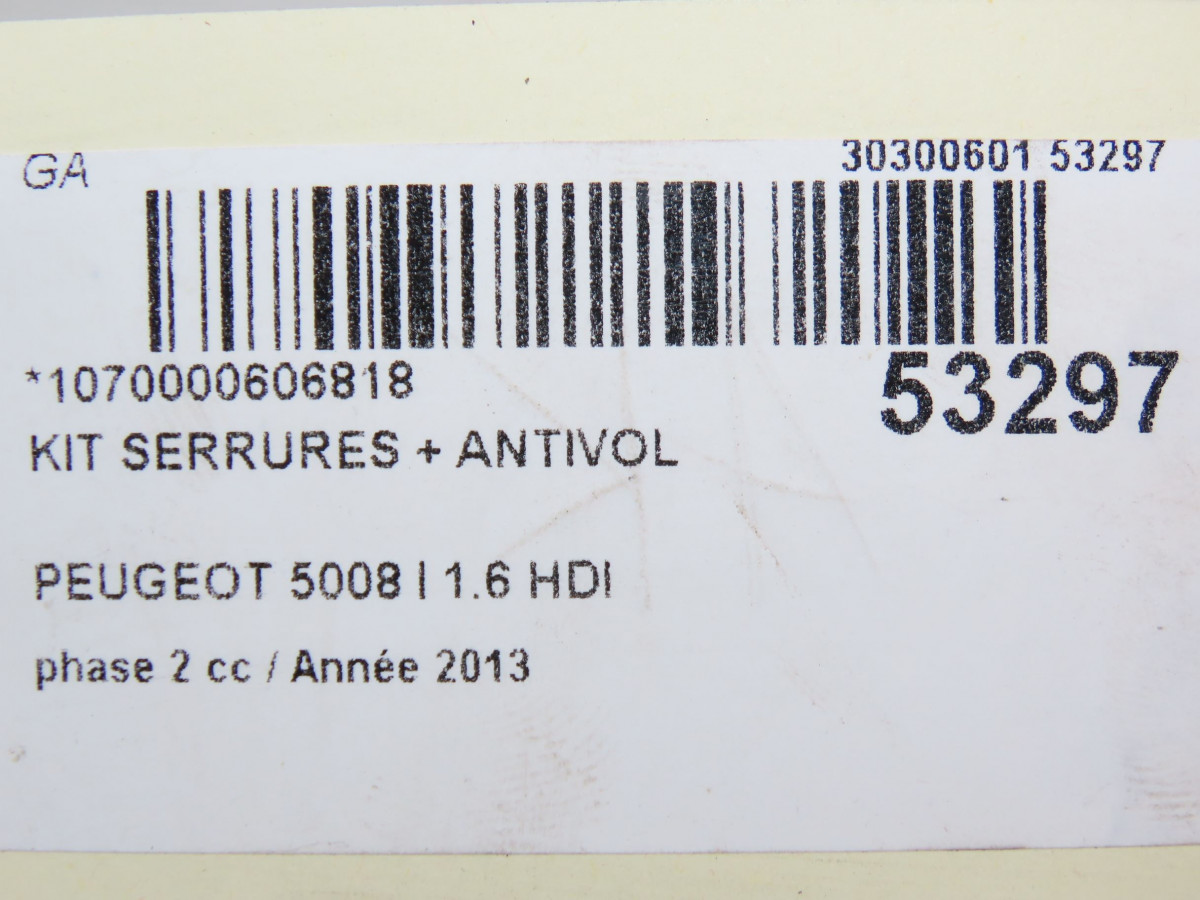 GA
30300601 53297
*1070000606818
53297
KIT SERRURES + ANTIVOL
PEUGEOT 5008 I 1.6 HDI
phase 2 cc / Année 2013